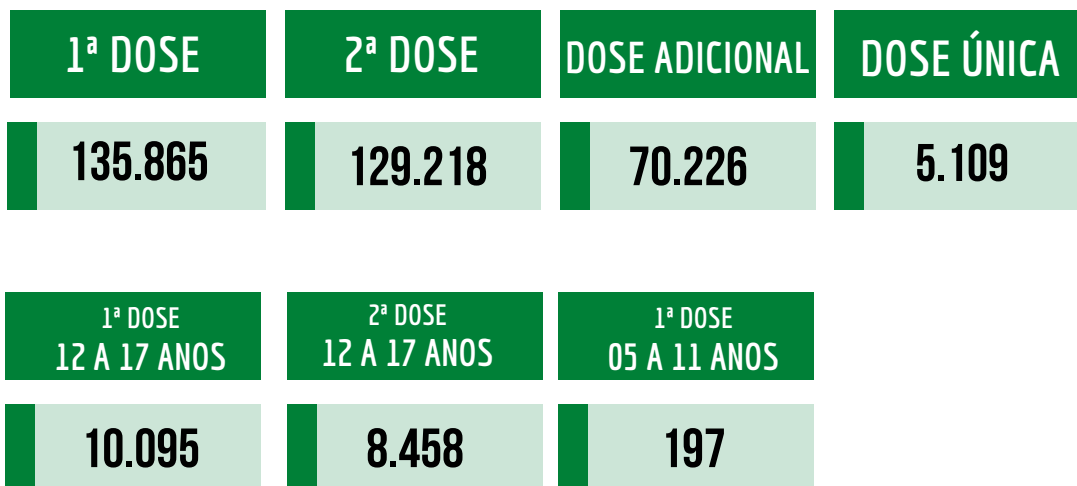 1ª DOSE
2ª DOSE
DOSE ADICIONAL
DOSE ÚNICA
135.865
129.218
70.226
5.109
1ª DOSE
12 A 17 ANOS
2ª DOSE
12 A 17 ANOS
1ª DOSE
05 A 11 ANOS
10.095
8.458
197